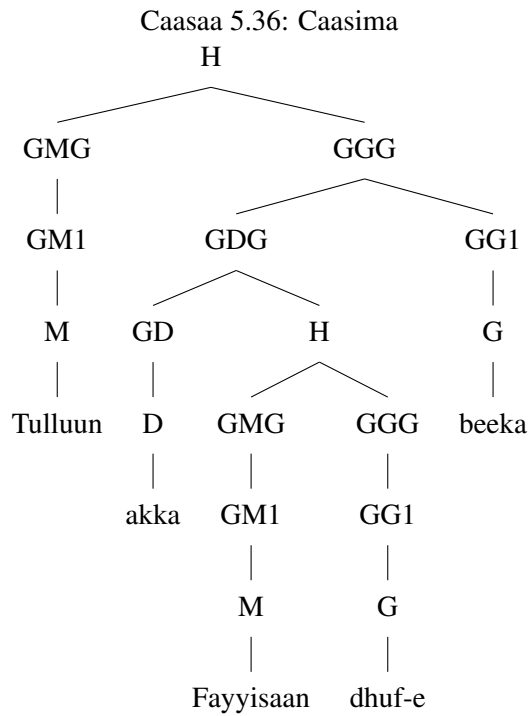 Caasaa 5.36: Caasima
H
GMG GGG
GM1 GDG GG1
M GD H G
Tulluun D GMG GGG beeka
akka GM1 GG1
M G
Fayyisaan dhuf-e